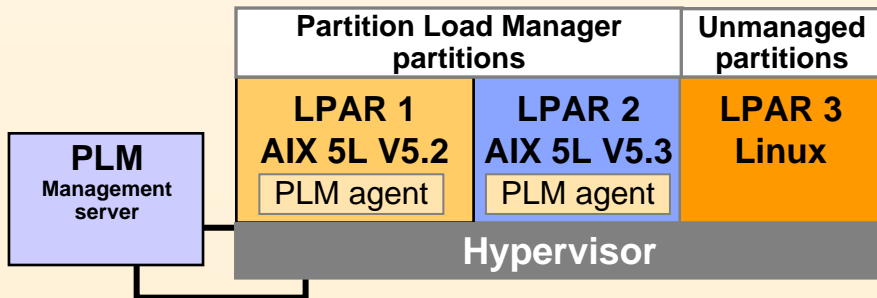 Partition Load Manager
partitions
Unmanaged
partitions
LPAR 1
AIX 5L V5.2
PLM agent
LPAR 2
AIX 5L V5.3
PLM agent
LPAR 3
Linux
PLM
Management
server
Hypervisor